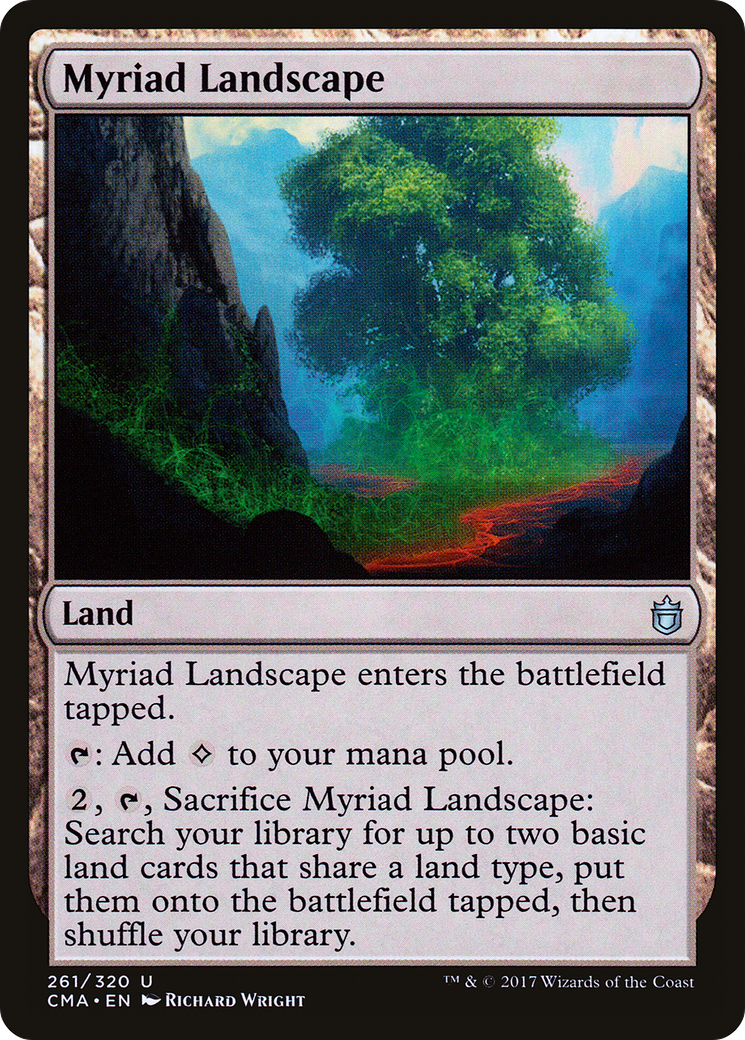 Myriad Landscape
Land
Myriad Landscape enters the battlefield
tapped.
: Add to your mana pool.
2, , Sacrifice Myriad Landscape:
Search your library for up to two basic
land cards that share a land type, put
them onto the battlefield tapped, then
shuffle your library.
261/320 U
™ & © 2017 Wizards of the Coast
CMA • EN Richard Wright